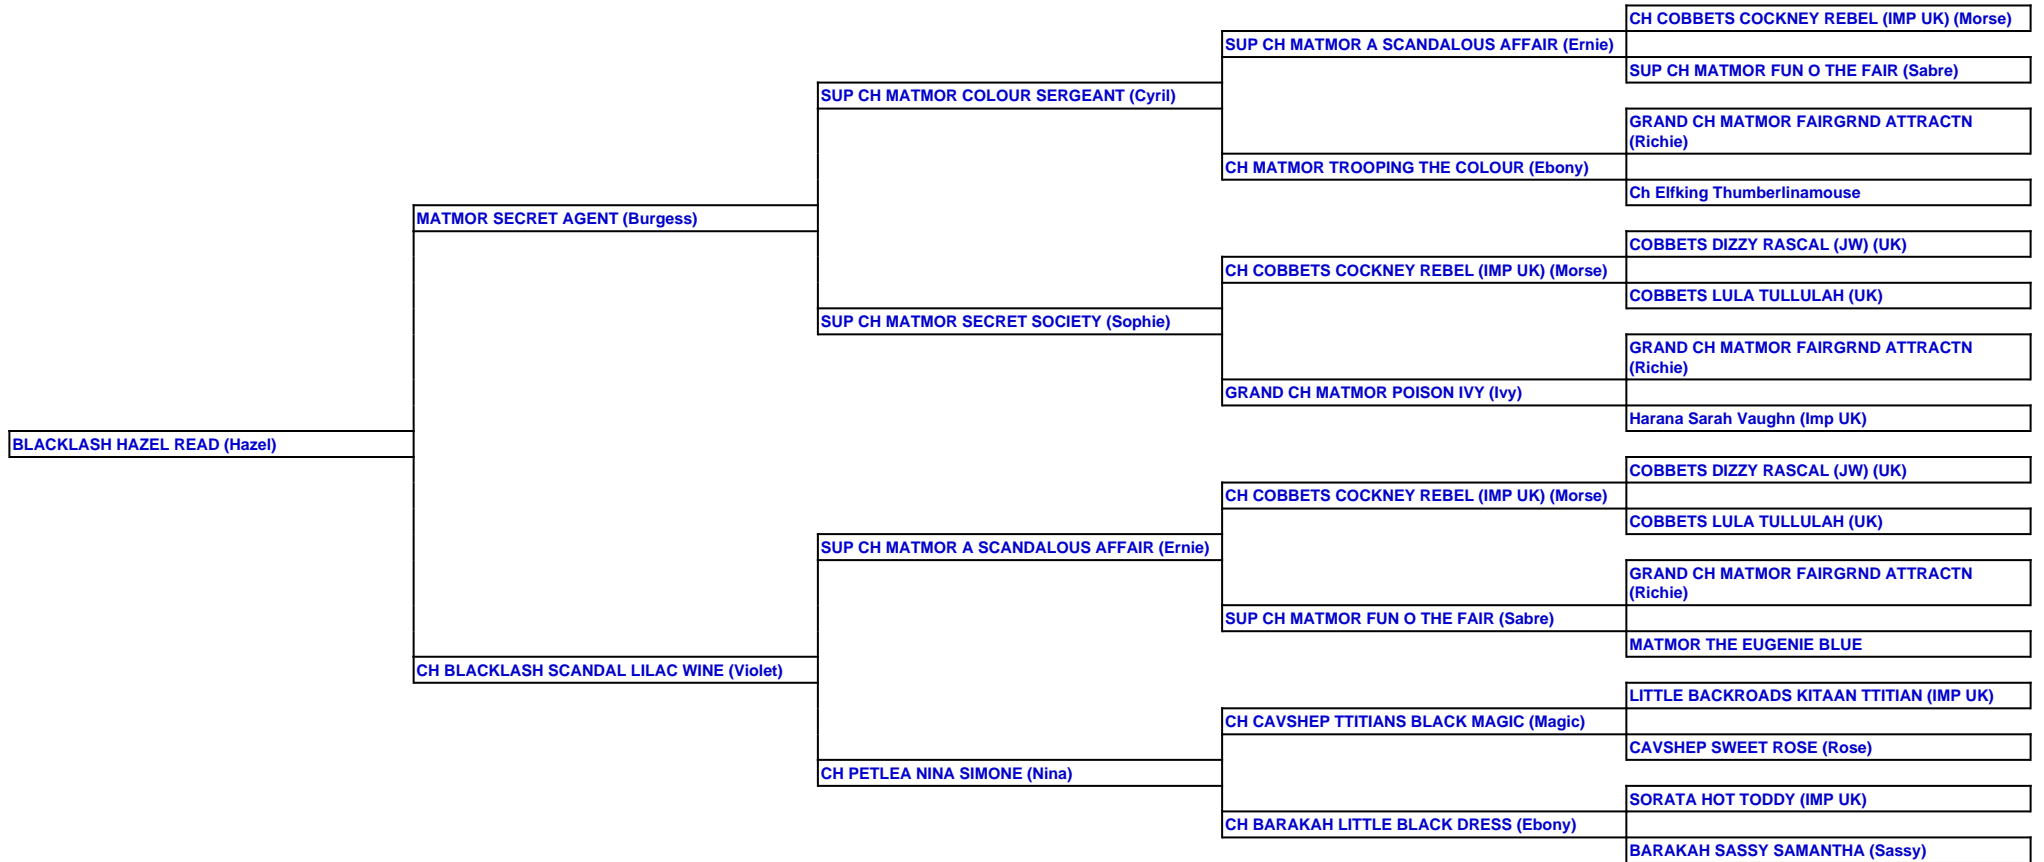 CH COBBETS COCKNEY REBEL (IMP UK) (Morse)
SUP CH MATMOR A SCANDALOUS AFFAIR (Ernie)
SUP CH MATMOR FUN O THE FAIR (Sabre)
SUP CH MATMOR COLOUR SERGEANT (Cyril)
GRAND CH MATMOR FAIRGRND ATTRACTN
(Richie)
CH MATMOR TROOPING THE COLOUR (Ebony)
Ch Elfking Thumberlinamouse
MATMOR SECRET AGENT (Burgess)
COBBETS DIZZY RASCAL (JW) (UK)
CH COBBETS COCKNEY REBEL (IMP UK) (Morse)
COBBETS LULA TULLULAH (UK)
SUP CH MATMOR SECRET SOCIETY (Sophie)
GRAND CH MATMOR FAIRGRND ATTRACTN
(Richie)
GRAND CH MATMOR POISON IVY (Ivy)
Harana Sarah Vaughn (Imp UK)
BLACKLASH HAZEL READ (Hazel)
COBBETS DIZZY RASCAL (JW) (UK)
CH COBBETS COCKNEY REBEL (IMP UK) (Morse)
COBBETS LULA TULLULAH (UK)
SUP CH MATMOR A SCANDALOUS AFFAIR (Ernie)
GRAND CH MATMOR FAIRGRND ATTRACTN
(Richie)
SUP CH MATMOR FUN O THE FAIR (Sabre)
MATMOR THE EUGENIE BLUE
CH BLACKLASH SCANDAL LILAC WINE (Violet)
LITTLE BACKROADS KITAAN TTITIAN (IMP UK)
CH CAVSHEP TTITIANS BLACK MAGIC (Magic)
CAVSHEP SWEET ROSE (Rose)
CH PETLEA NINA SIMONE (Nina)
SORATA HOT TODDY (IMP UK)
CH BARAKAH LITTLE BLACK DRESS (Ebony)
BARAKAH SASSY SAMANTHA (Sassy)